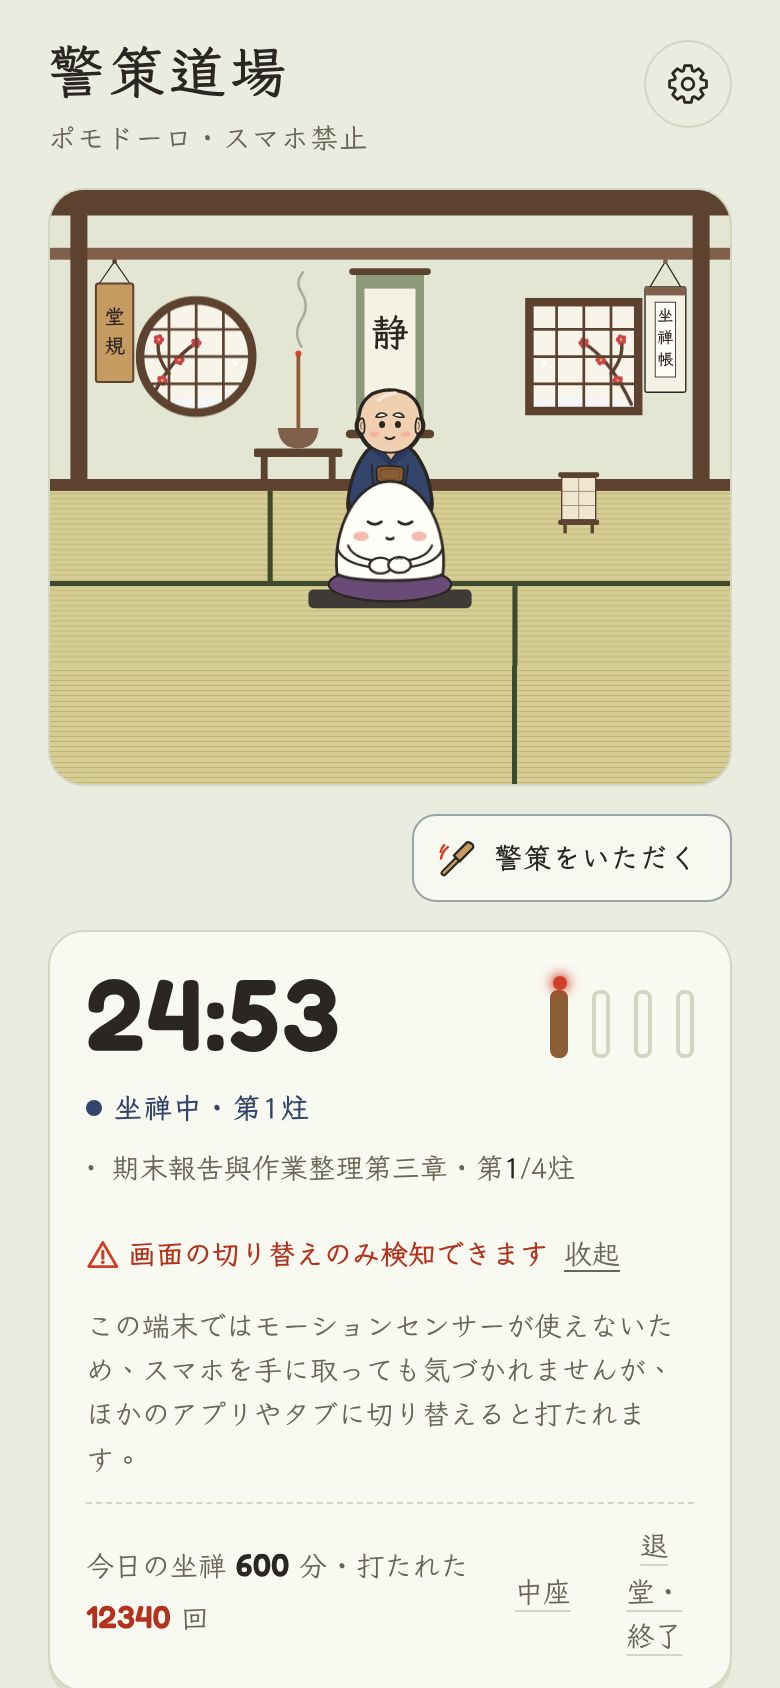 警策道場
ポモドーロ・スマホ禁止
堂規
静
坐禅帳
警策をいただく
24:53
坐禅中・第1炷
・ 期末報告與作業整理第三章・第1/4炷
画面の切り替えのみ検知できます 收起
この端末ではモーションセンサーが使えないた
め、スマホを手に取っても気づかれませんが、
ほかのアプリやタブに切り替えると打たれま
す。
今日の坐禅 600 分・打たれた
12340 回
中座
退
堂・
終了